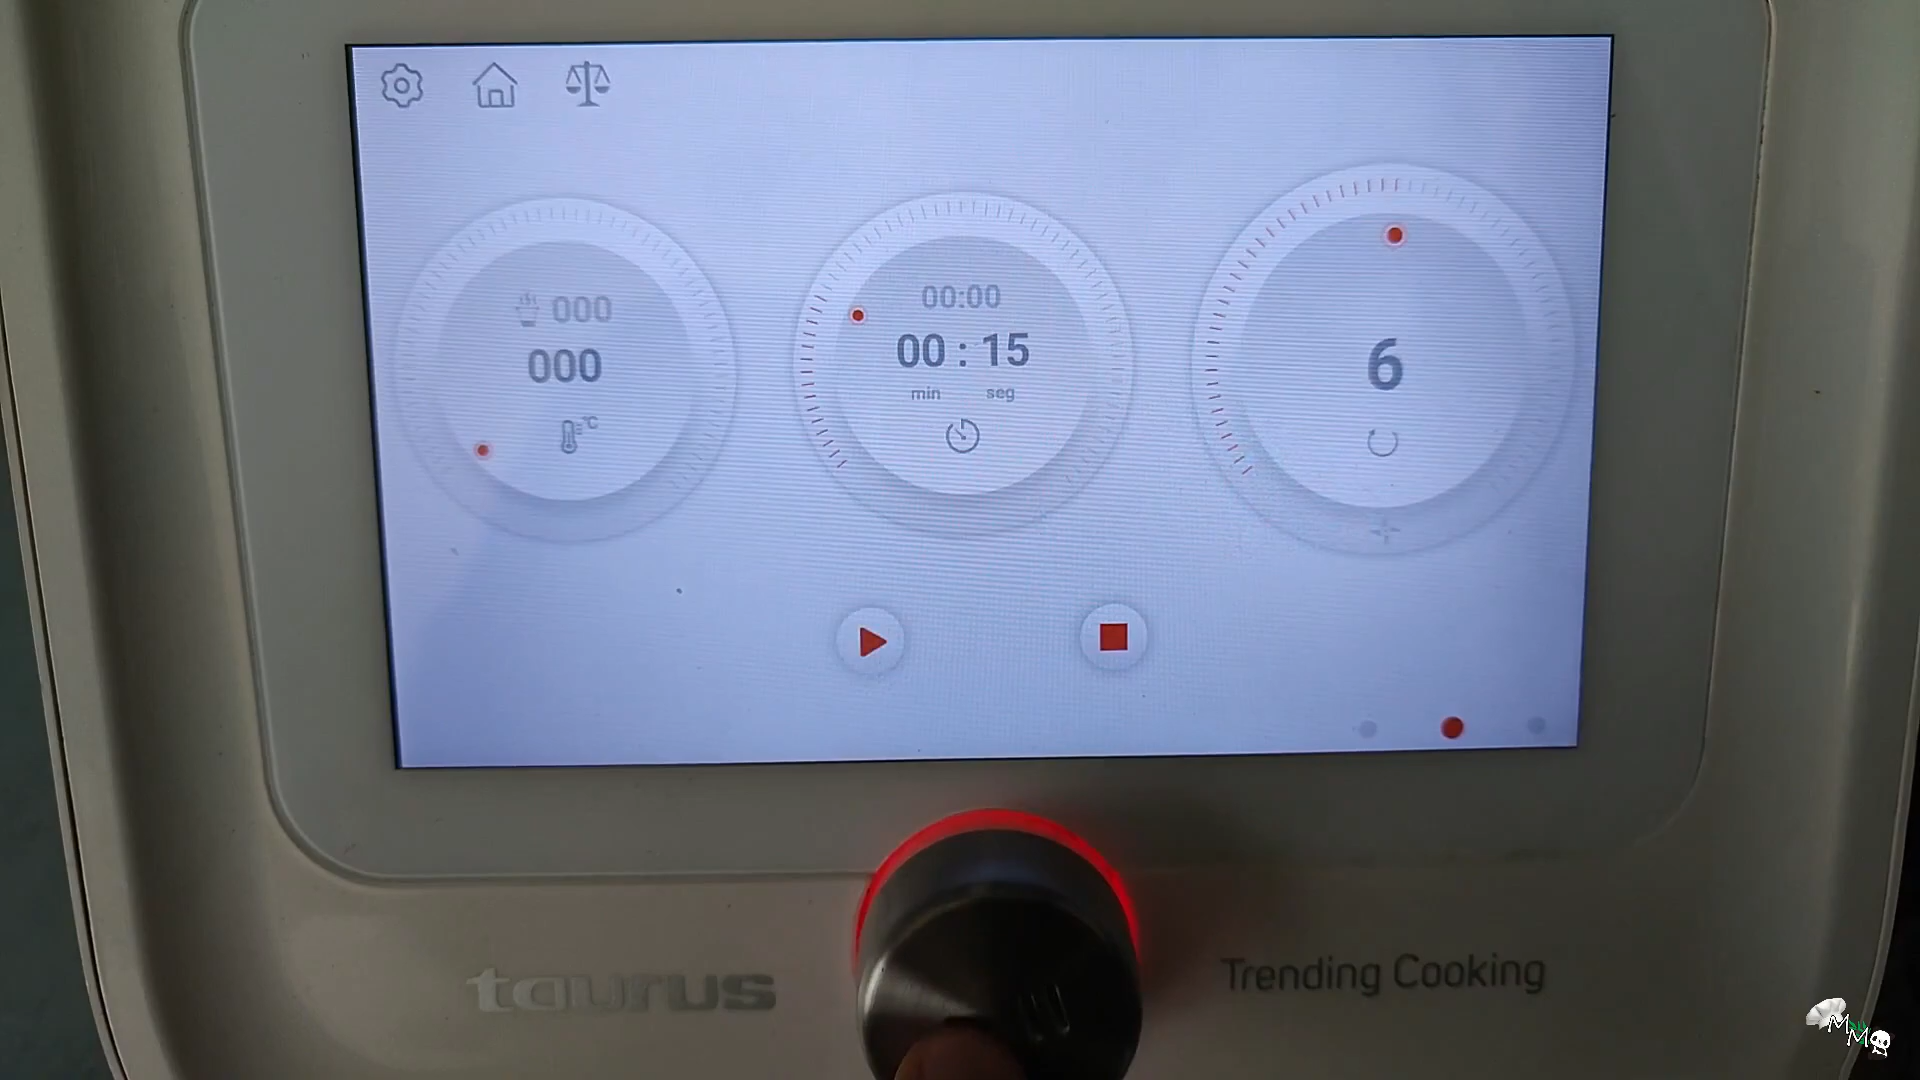 000
000
°C
00:00
00 : 15
min seg
6
taurus
Trending Cooking
M
M